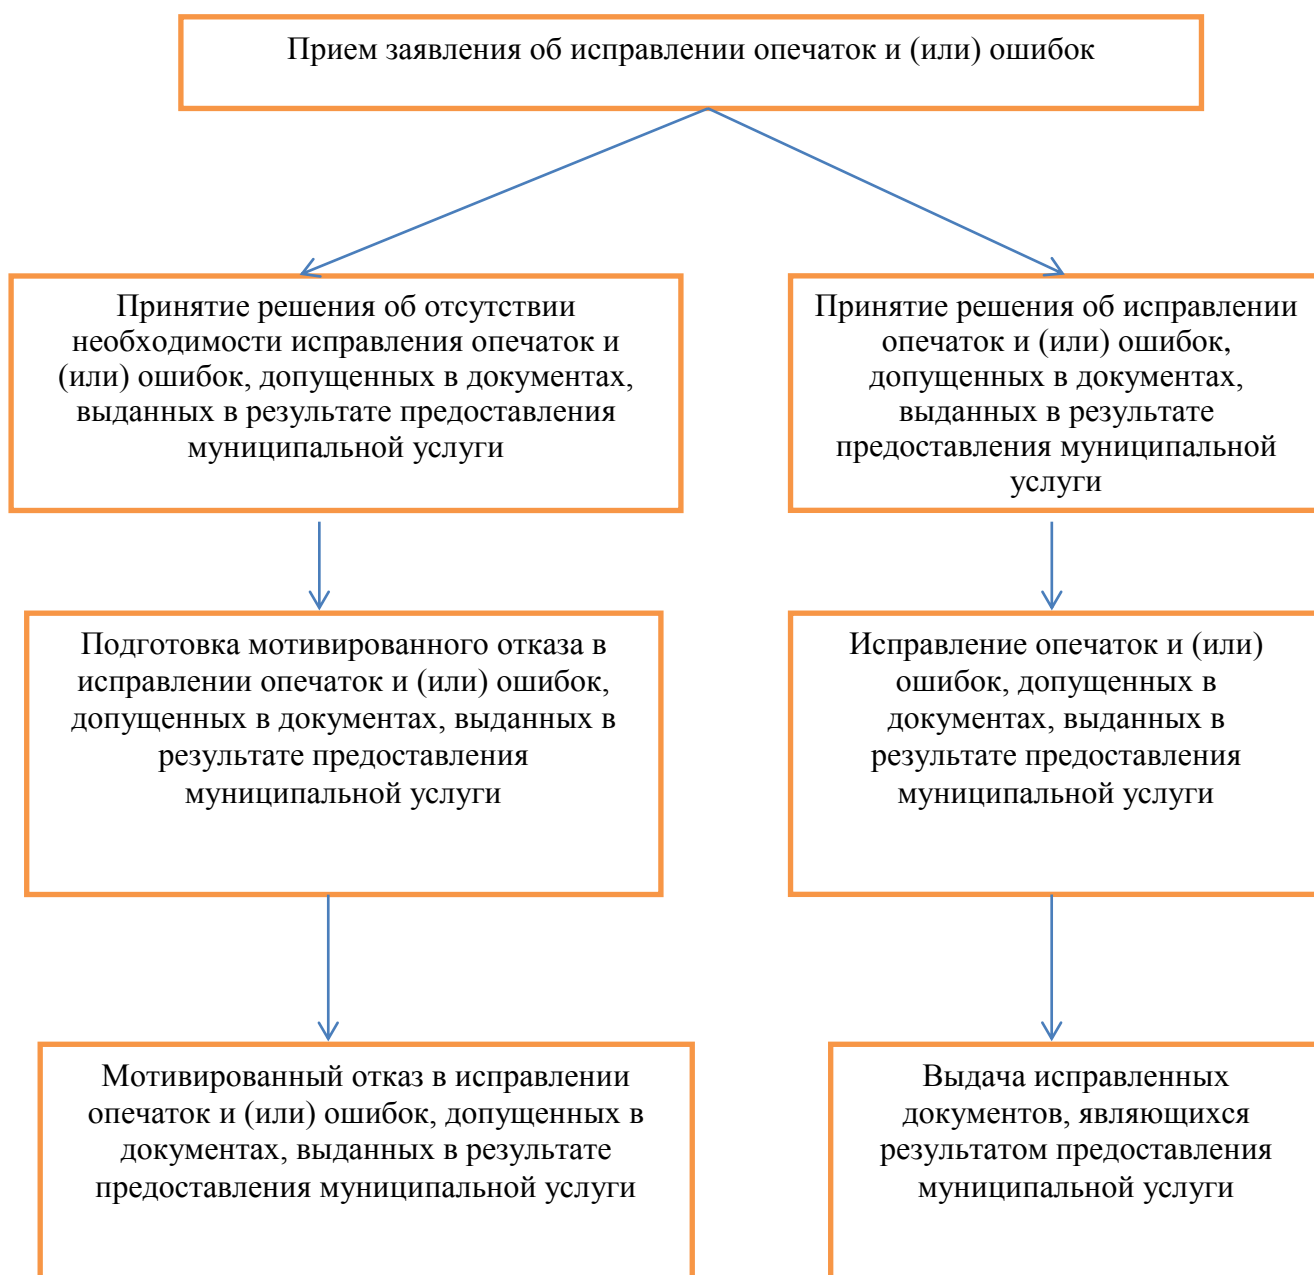 Прием заявления об исправлении опечаток и (или) ошибок
Принятие решения об отсутствии
необходимости исправления опечаток и
(или) ошибок, допущенных в документах,
выданных в результате предоставления
муниципальной услуги
Принятие решения об исправлении
опечаток и (или) ошибок,
допущенных в документах,
выданных в результате
предоставления муниципальной
услуги
Подготовка мотивированного отказа в
исправлении опечаток и (или) ошибок,
допущенных в документах, выданных в
результате предоставления
муниципальной услуги
Исправление опечаток и (или)
ошибок, допущенных в
документах, выданных в
результате предоставления
муниципальной услуги
Мотивированный отказ в исправлении
опечаток и (или) ошибок, допущенных в
документах, выданных в результате
предоставления муниципальной услуги
Выдача исправленных
документов, являющихся
результатом предоставления
муниципальной услуги